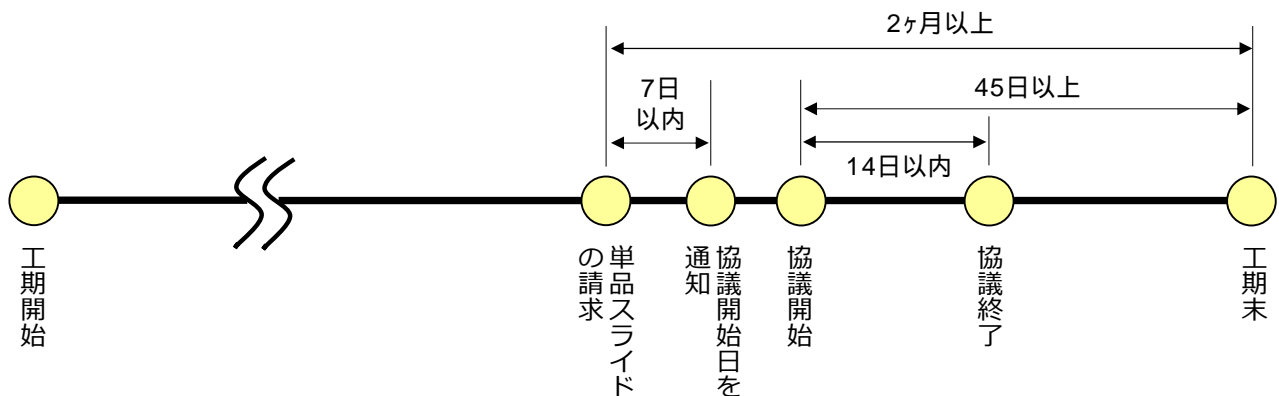 2ヶ月以上
7日
以内
45日以上
14日以内
工期開始
単品スライド
の請求
協議開始日を
通知
協議開始
協議終了
工期末